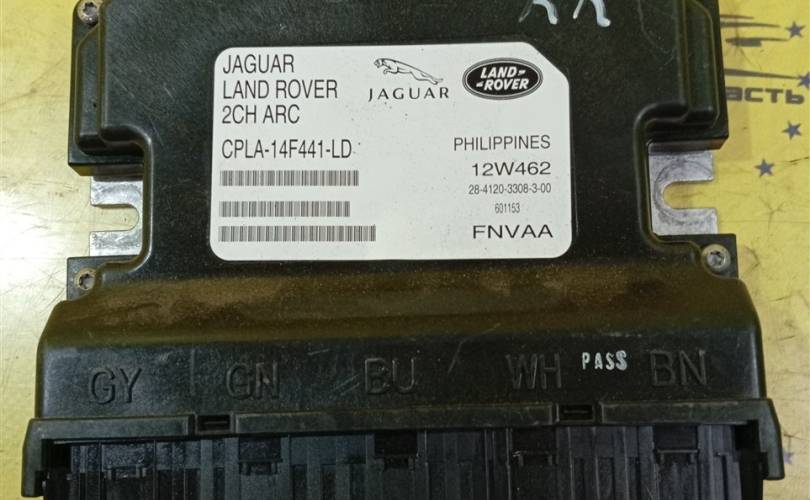 JAGUAR
LAND ROVER
2CH ARC
CPLA-14F441-LD
JAGUAR
LAND-
-ROVER
PHILIPPINES
12W462
28-4120-3308-3-00
601153
FNVAA
GY GN BU WH PASS BN